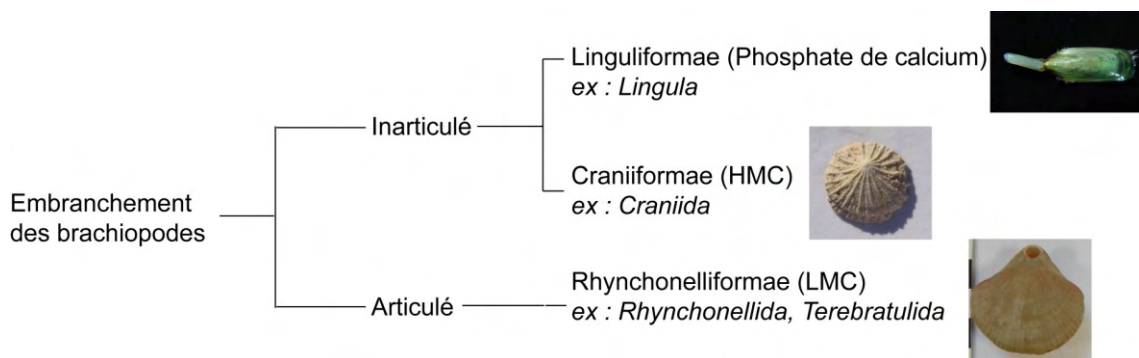 Linguliformae (Phosphate de calcium)
ex : Lingula
Inarticulé
Craniiformae (HMC)
ex : Craniida
Embranchement
des brachiopodes
Rhynchonelliformae (LMC)
Articulé
ex : Rhynchonellida, Terebratulida